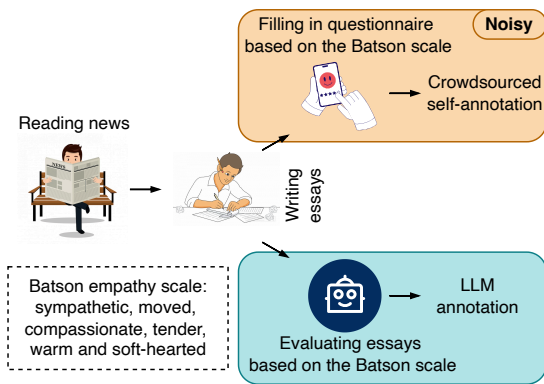 Filling in questionnaire
based on the Batson scale
Noisy
Crowdsourced
self-annotation
Reading news
NEWS
Writing
essays
Batson empathy scale:
sympathetic, moved,
compassionate, tender,
warm and soft-hearted
LLM
annotation
Evaluating essays
based on the Batson scale